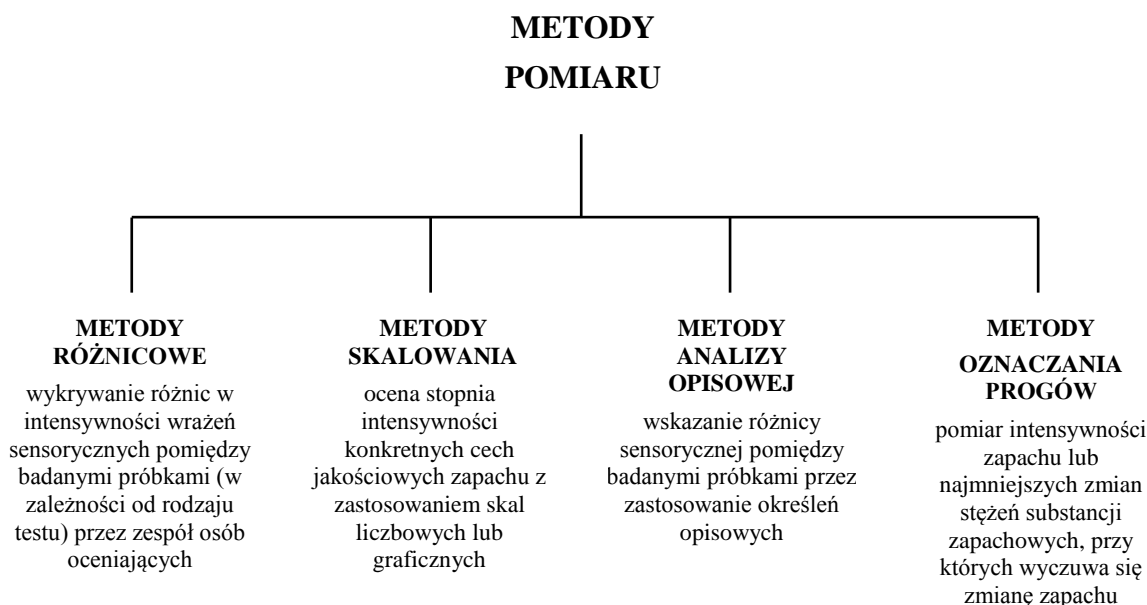 METODY
POMIARU
METODY
RÓŻNICOWE
wykrywanie różnic w
intensywności wrażeń
sensorycznych pomiędzy
badanymi próbkami (w
zależności od rodzaju
testu) przez zespół osób
oceniających
METODY
SKALOWANIA
ocena stopnia
intensywności
konkretnych cech
jakościowych zapachu z
zastosowaniem skal
liczbowych lub
graficznych
METODY
ANALIZY
OPISOWEJ
wskazanie różnicy
sensorycznej pomiędzy
badanymi próbkami przez
zastosowanie określeń
opisowych
METODY
OZNACZANIA
PROGÓW
pomiar intensywności
zapachu lub
najmniejszych zmian
stężeń substancji
zapachowych, przy
których wyczuwa się
zmianę zapachu